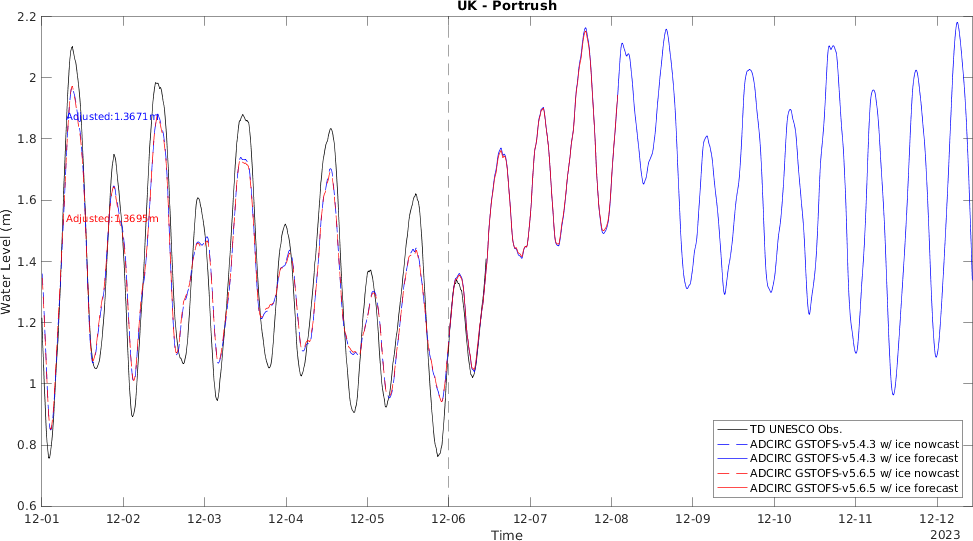 UK - Portrush
2.2
2
1.8
1.6
1.4
1.2
1
0.8
0.6
Water Level (m)
Adjusted:1.3671m
Adjusted:1.3695m
TD UNESCO Obs.
ADCIRC GSTOFS-v5.4.3 w/ ice nowcast
ADCIRC GSTOFS-v5.4.3 w/ ice forecast
ADCIRC GSTOFS-v5.6.5 w/ ice nowcast
ADCIRC GSTOFS-v5.6.5 w/ ice forecast
12-01 12-02 12-03 12-04 12-05 12-06 12-07 12-08 12-09 12-10 12-11 12-12
Time
2023